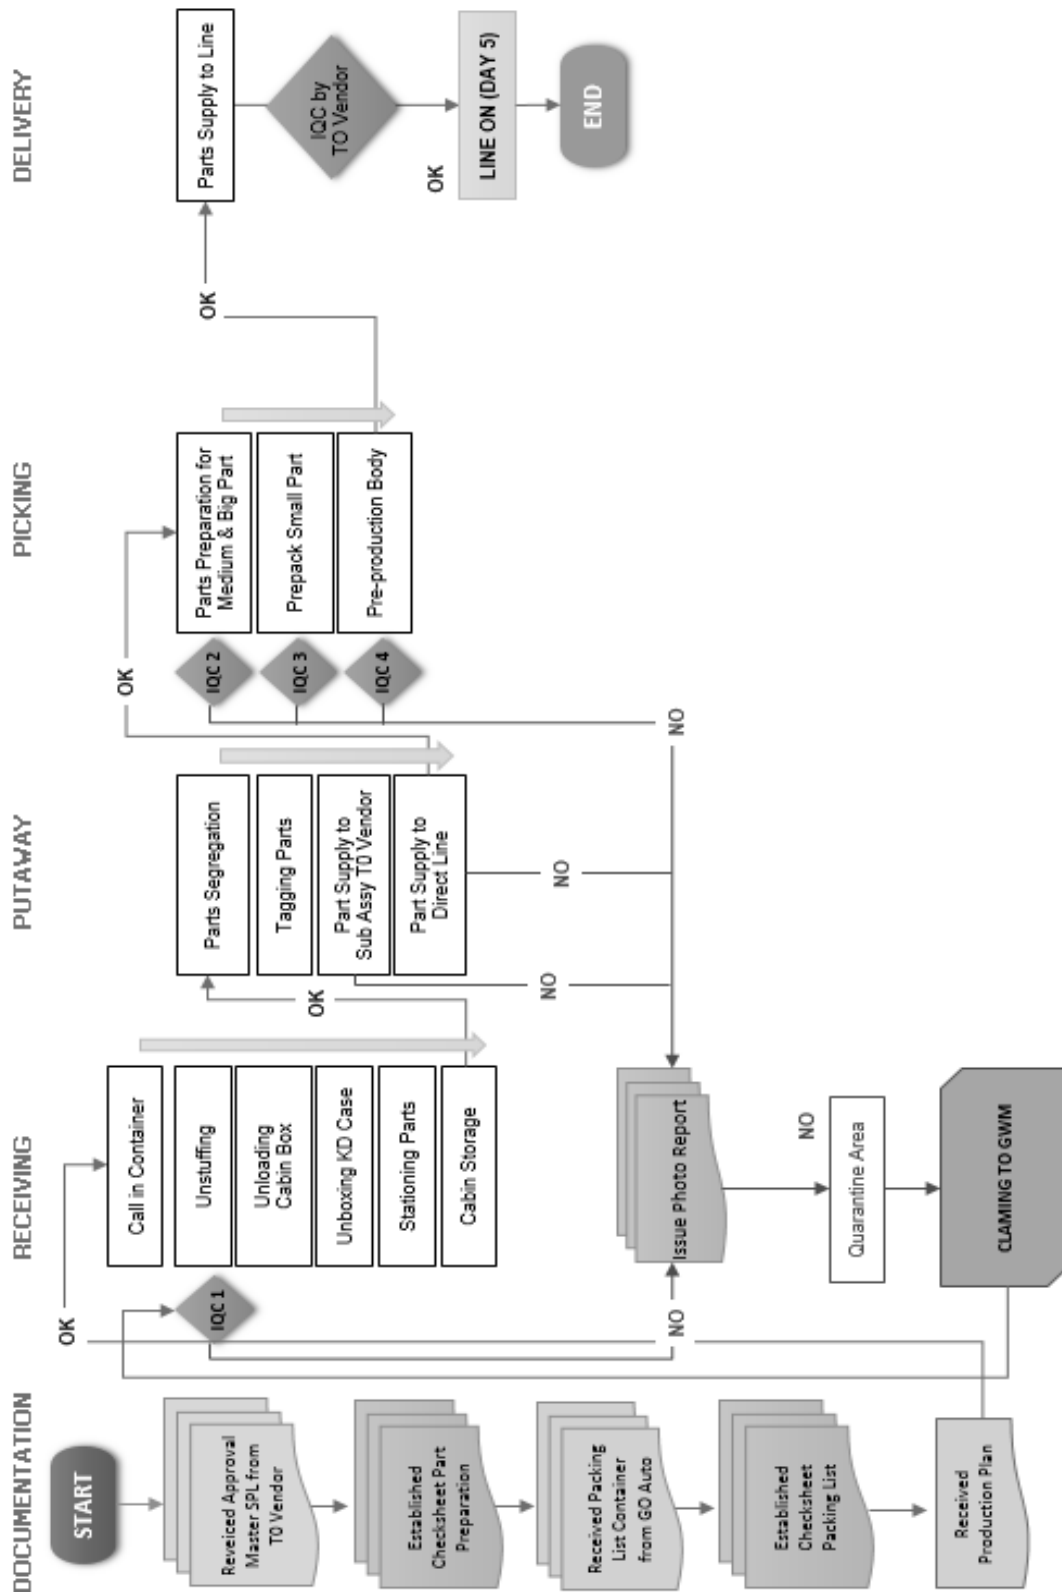 DOCUMENTATION
START
Reveiced Approval
Master SPL from
T0 Vendor
Established
Checksheet Part
Preparation
Received Packing
List Container
from GO Auto
Established
Checksheet
Packing List
Received
Production Plan
RECEIVING
OK
Call in Container
Unstuffing
Unloading
Cabin Box
Unboxing KD Case
Stationing Parts
Cabin Storage
IQC 1
NO
Issue Photo Report
NO
Quarantine Area
CLAMING TO GWM
PUTAWAY
OK
Parts Segregation
Tagging Parts
Part Supply to
Sub Assy T0 Vendor
Part Supply to
Direct Line
NO
NO
PICKING
OK
Parts Preparation for
Medium & Big Part
Prepack Small Part
Pre-production Body
IQC 2
IQC 3
IQC 4
NO
DELIVERY
OK
Parts Supply to Line
IQC by
TO Vendor
OK
LINE ON (DAY 5)
END